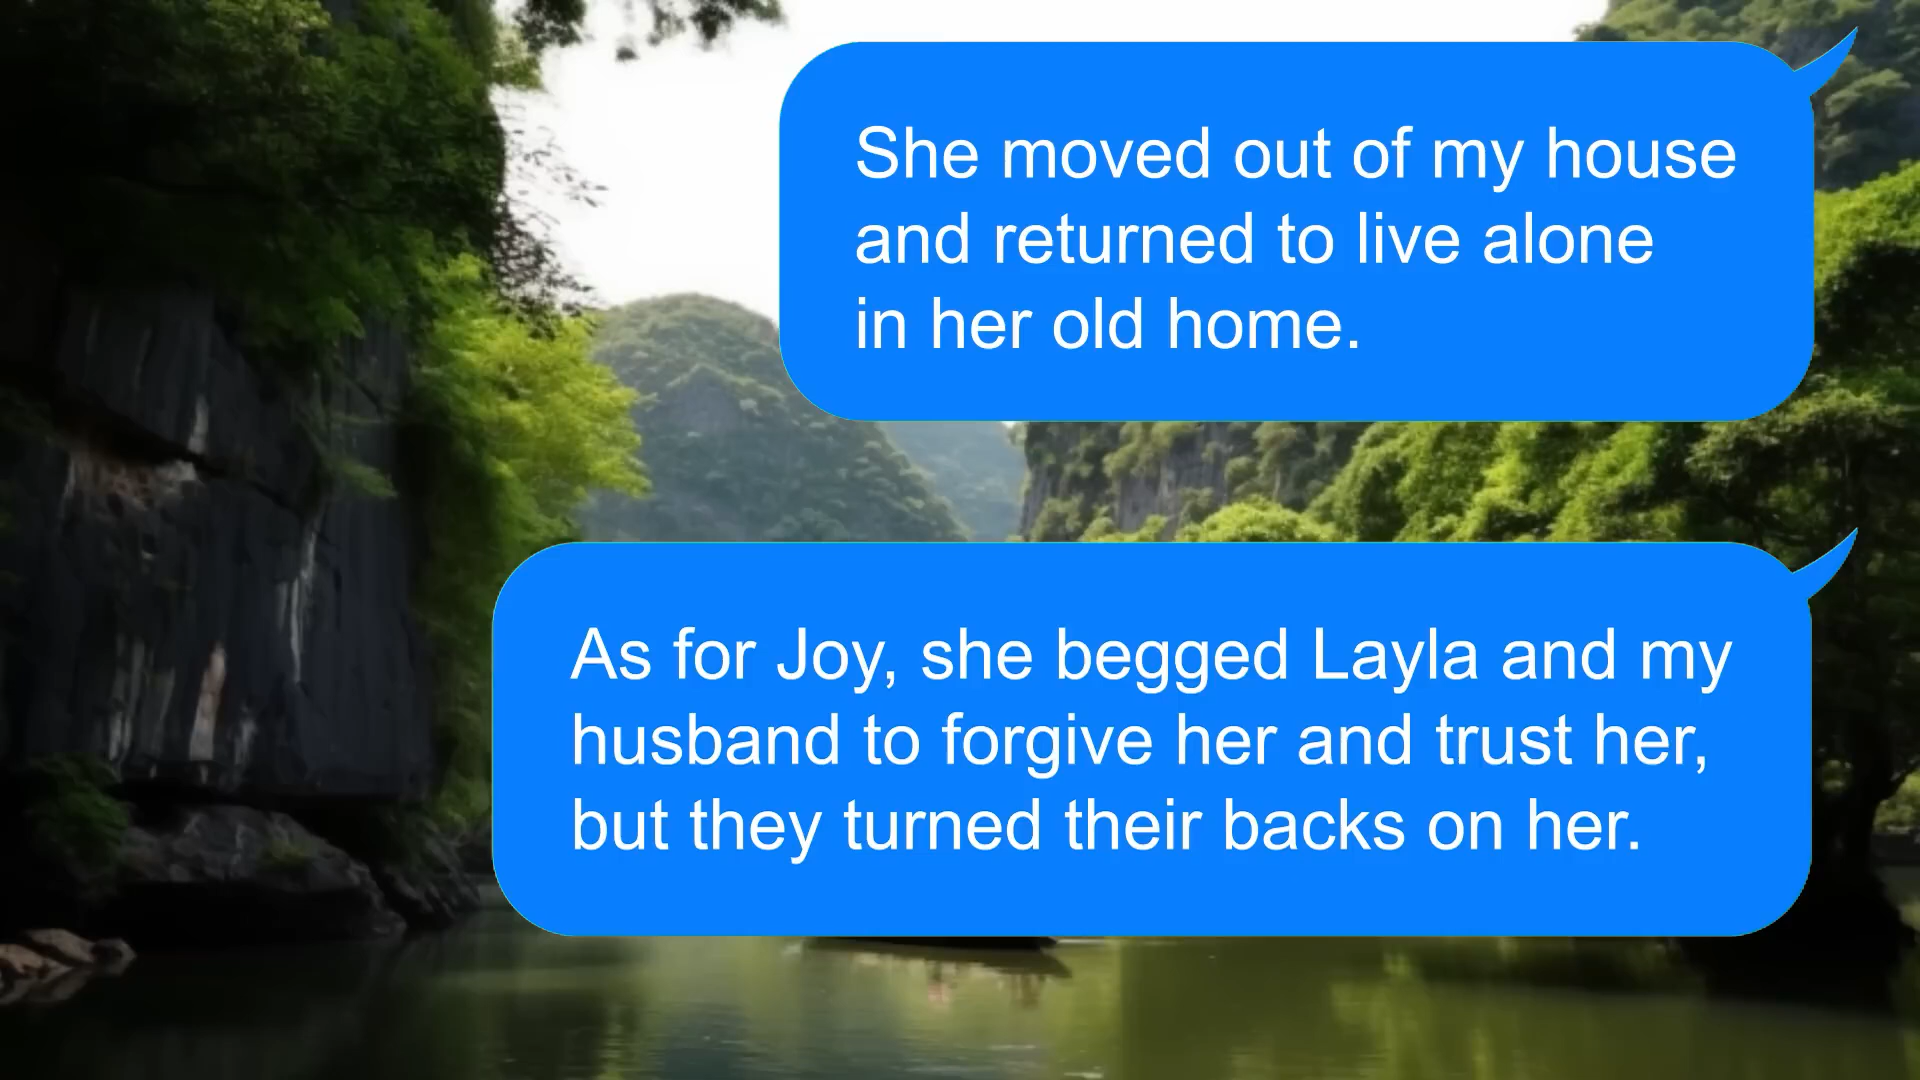 She moved out of my house
and returned to live alone
in her old home.
As for Joy, she begged Layla and my
husband to forgive her and trust her,
but they turned their backs on her.